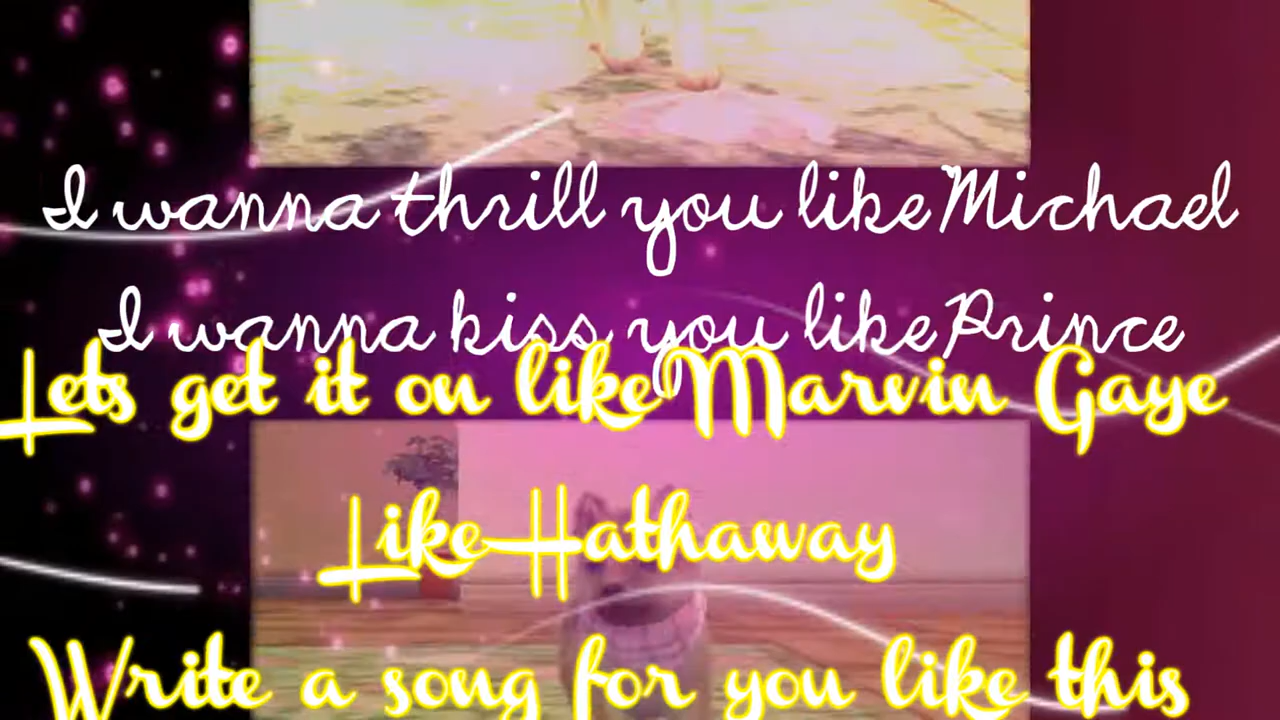 I wanna thrill you like Michael
I wanna kiss you like Prince
Lets get it on like Marvin Gaye
Like Hathaway
Write a song for you like this